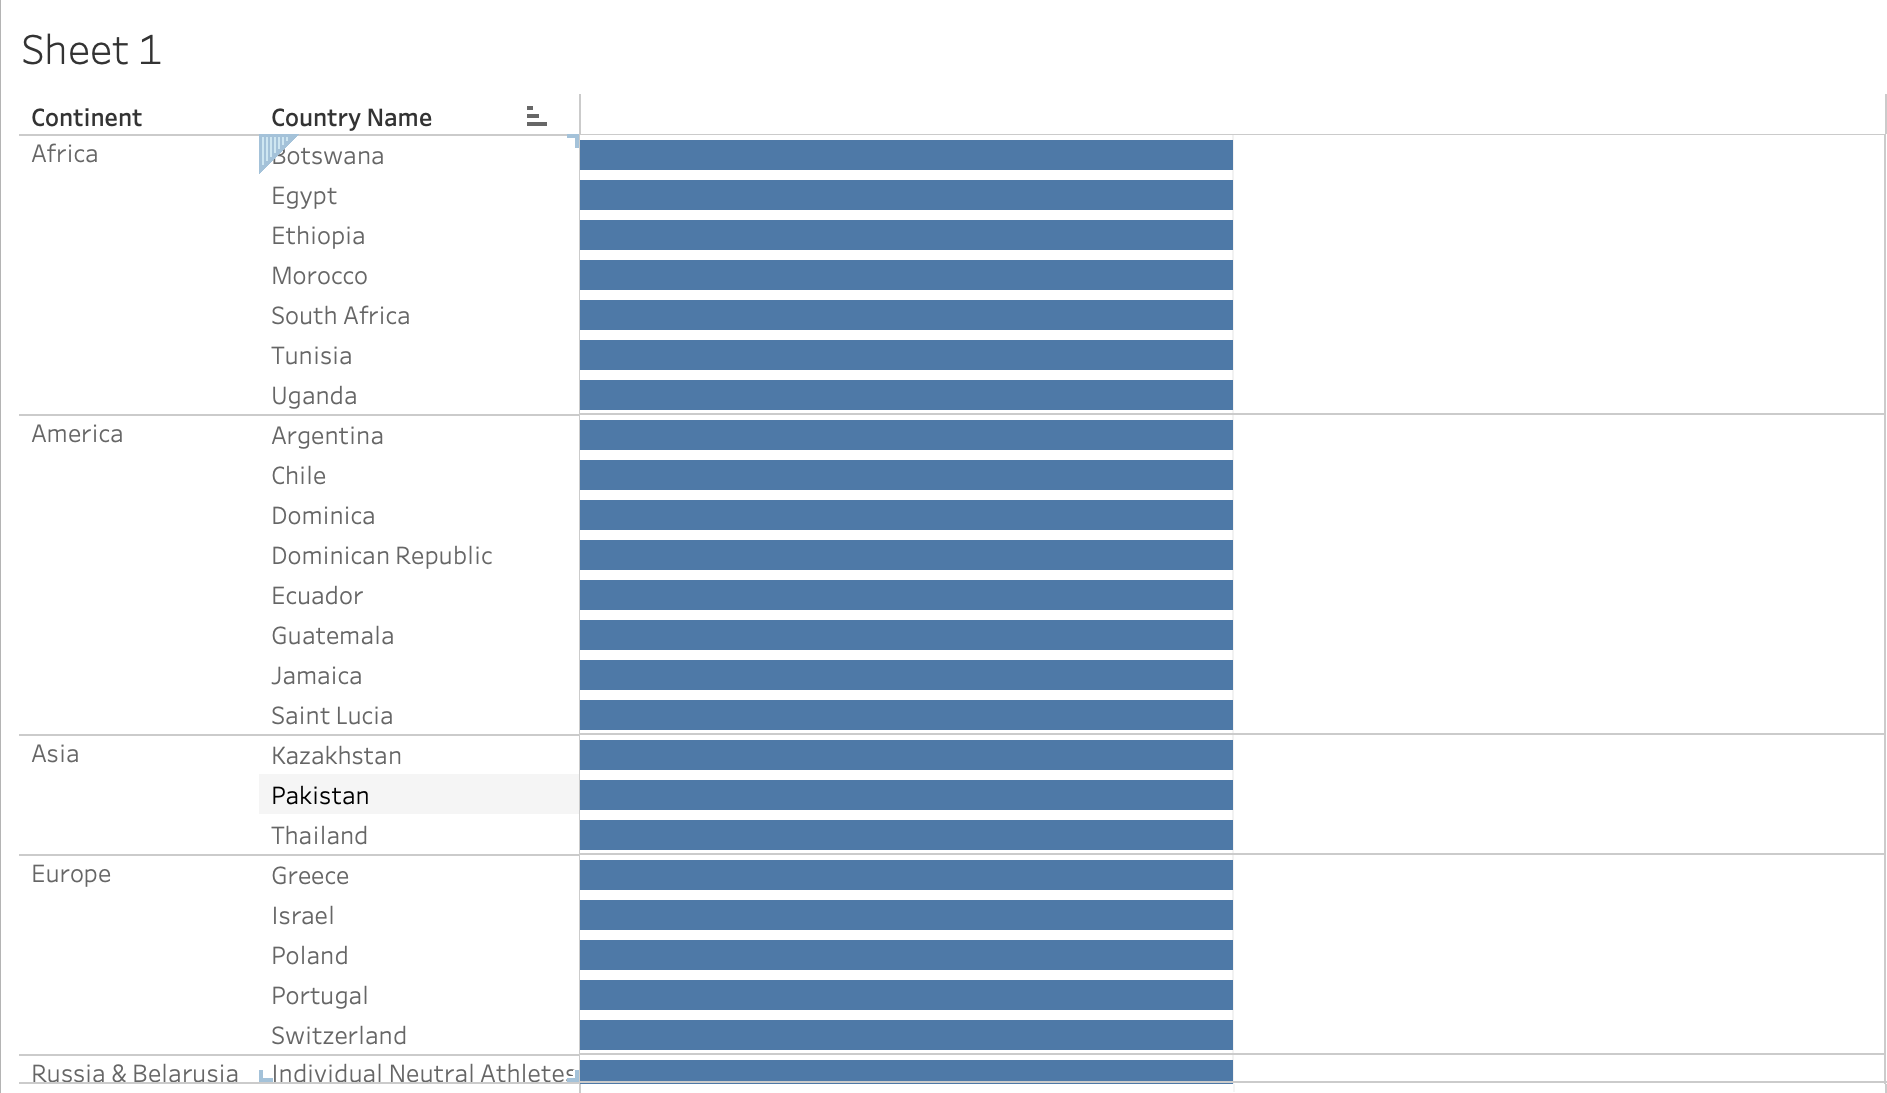 Sheet 1
Continent Country Name
Africa Botswana
Egypt
Ethiopia
Morocco
South Africa
Tunisia
Uganda
America Argentina
Chile
Dominica
Dominican Republic
Ecuador
Guatemala
Jamaica
Saint Lucia
Asia Kazakhstan
Pakistan
Thailand
Europe Greece
Israel
Poland
Portugal
Switzerland
Russia & Belarusia Individual Neutral Athletes